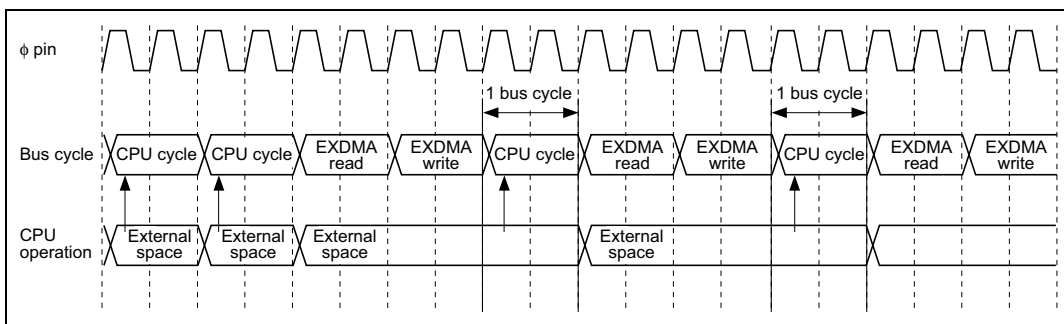 φ pin
1 bus cycle
1 bus cycle
Bus cycle
CPU cycle
CPU cycle
EXDMA
read
EXDMA
write
CPU cycle
EXDMA
read
EXDMA
write
CPU cycle
EXDMA
read
EXDMA
write
CPU
operation
External
space
External
space
External
space
External
space